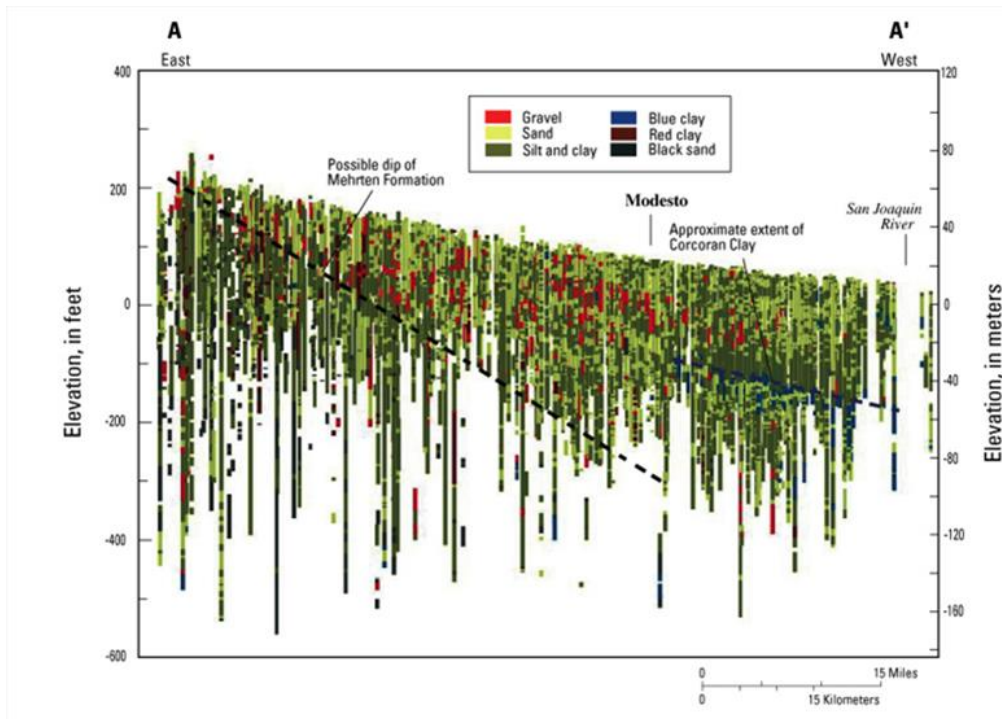 A
A'
East
West
400
200
0
-200
-400
-600
Elevation, in feet
120
80
40
0
-40
-80
-120
-160
Elevation, in meters
Gravel
Sand
Silt and clay
Blue clay
Red clay
Black sand
Possible dip of
Mehrten Formation
Modesto
Approximate extent of
Corcoran Clay
San Joaquin
River
0
15 Miles
0
15 Kilometers